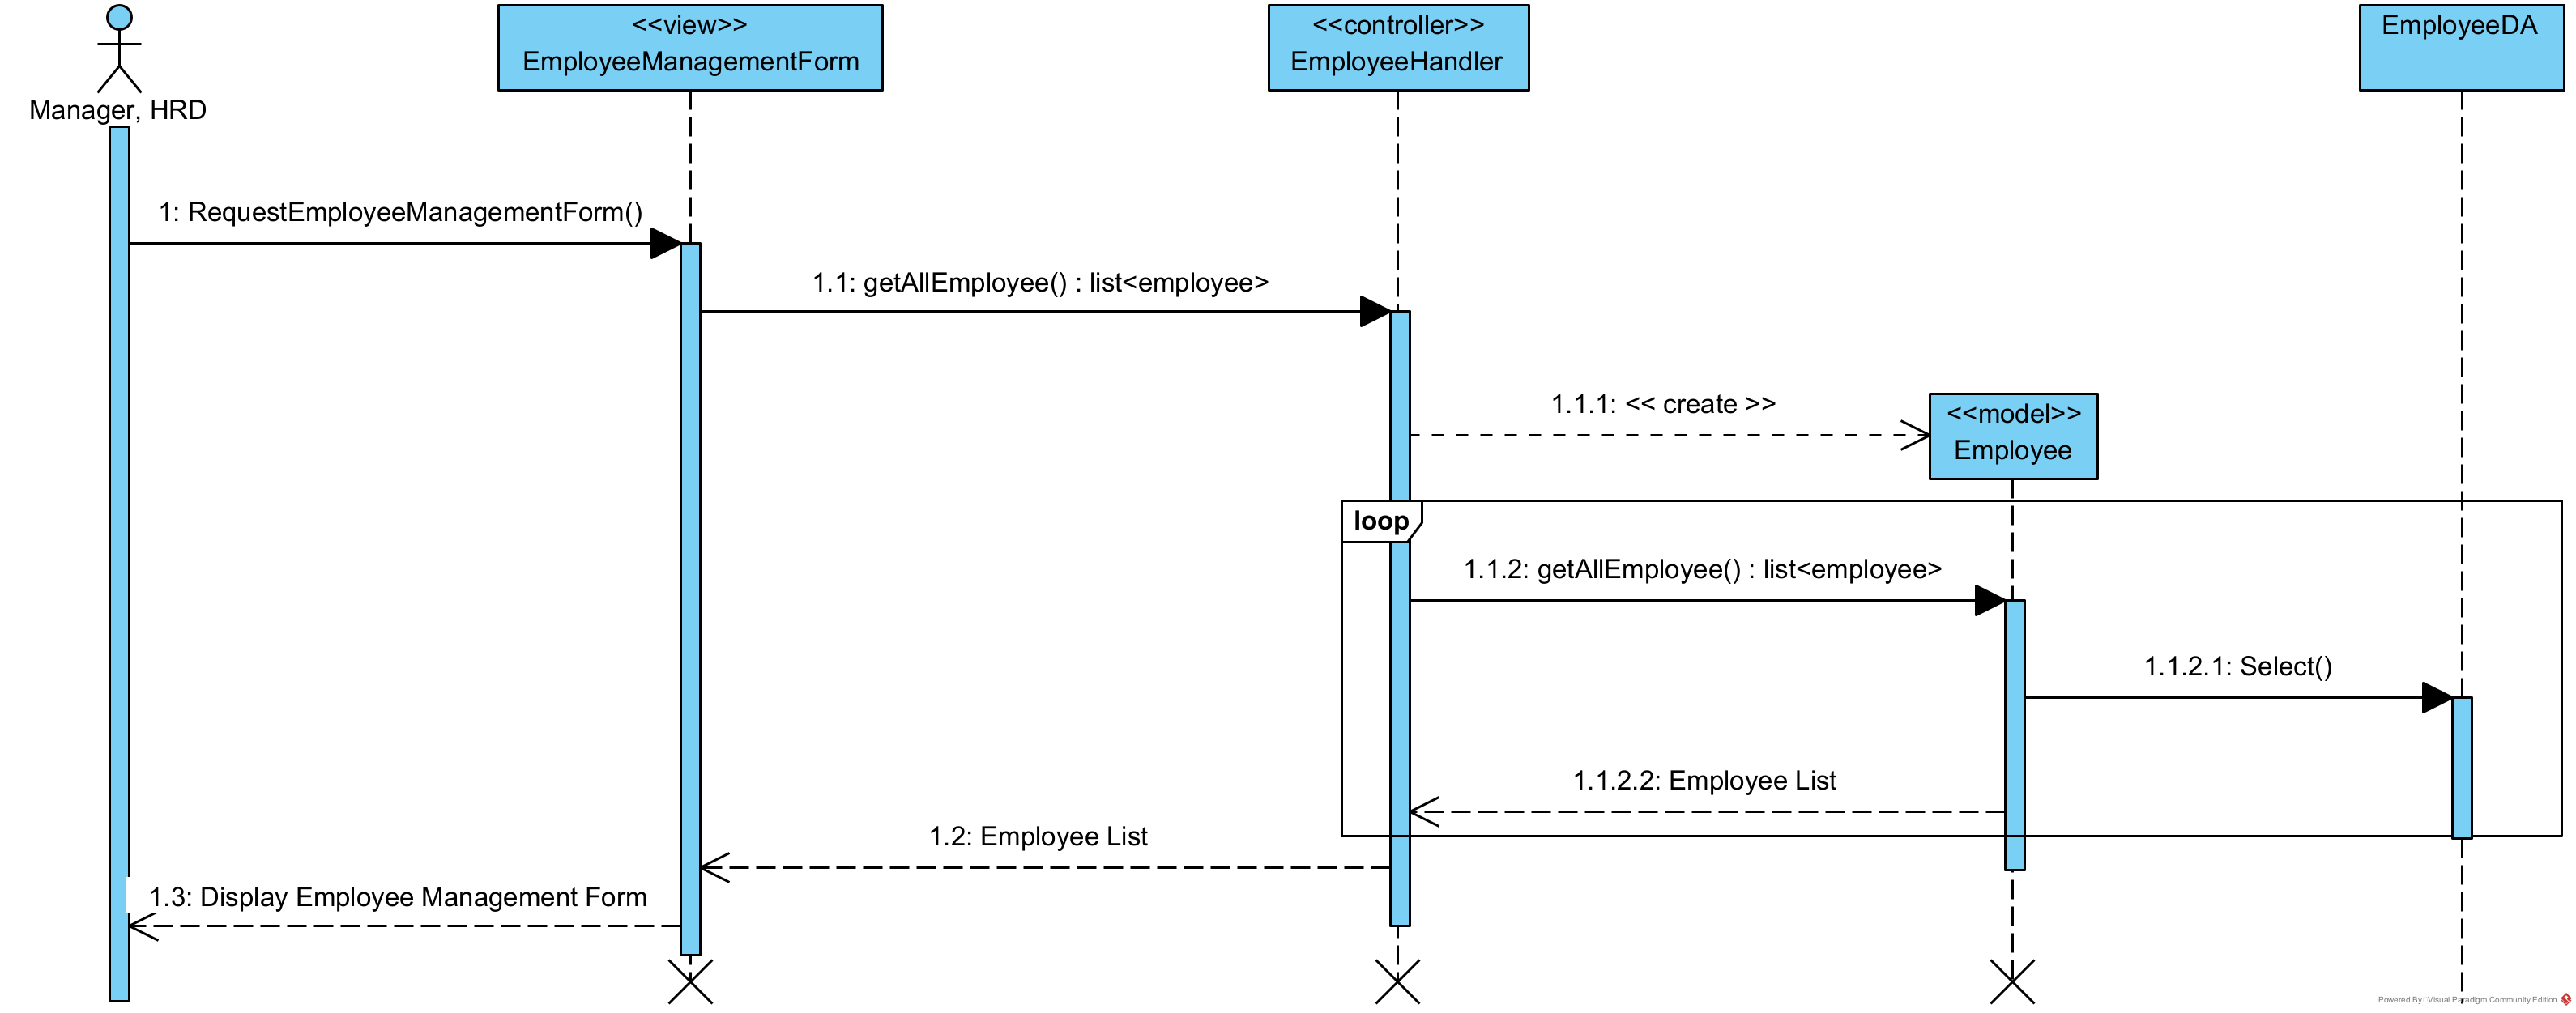 <<view>>
EmployeeManagementForm
<<controller>>
EmployeeHandler
EmployeeDA
Manager, HRD
1: RequestEmployeeManagementForm()
1.1: getAllEmployee() : list<employee>
1.1.1: << create >>
<<model>>
Employee
loop
1.1.2: getAllEmployee() : list<employee>
1.1.2.1: Select()
1.1.2.2: Employee List
1.2: Employee List
1.3: Display Employee Management Form
Powered By Visual Paradigm Community Edition